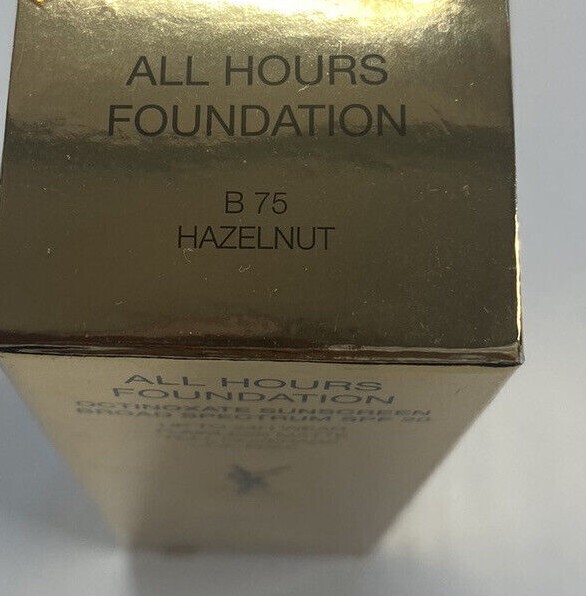 ALL HOURS
FOUNDATION
B 75
HAZELNUT
ALL HOURS
FOUNDATION
OCTINOXATE SUNSCREEN
BROAD SPECTRUM SPF 20